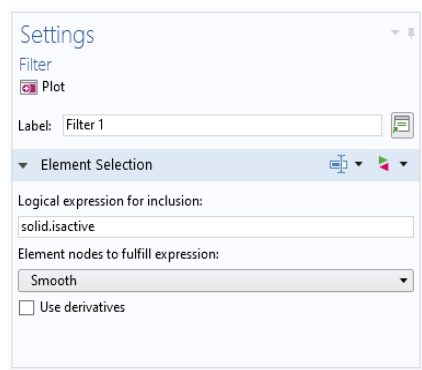 Settings
Filter
Plot
Label: Filter 1
Element Selection
Logical expression for inclusion:
solid.isactive
Element nodes to fulfill expression:
Smooth
Use derivatives